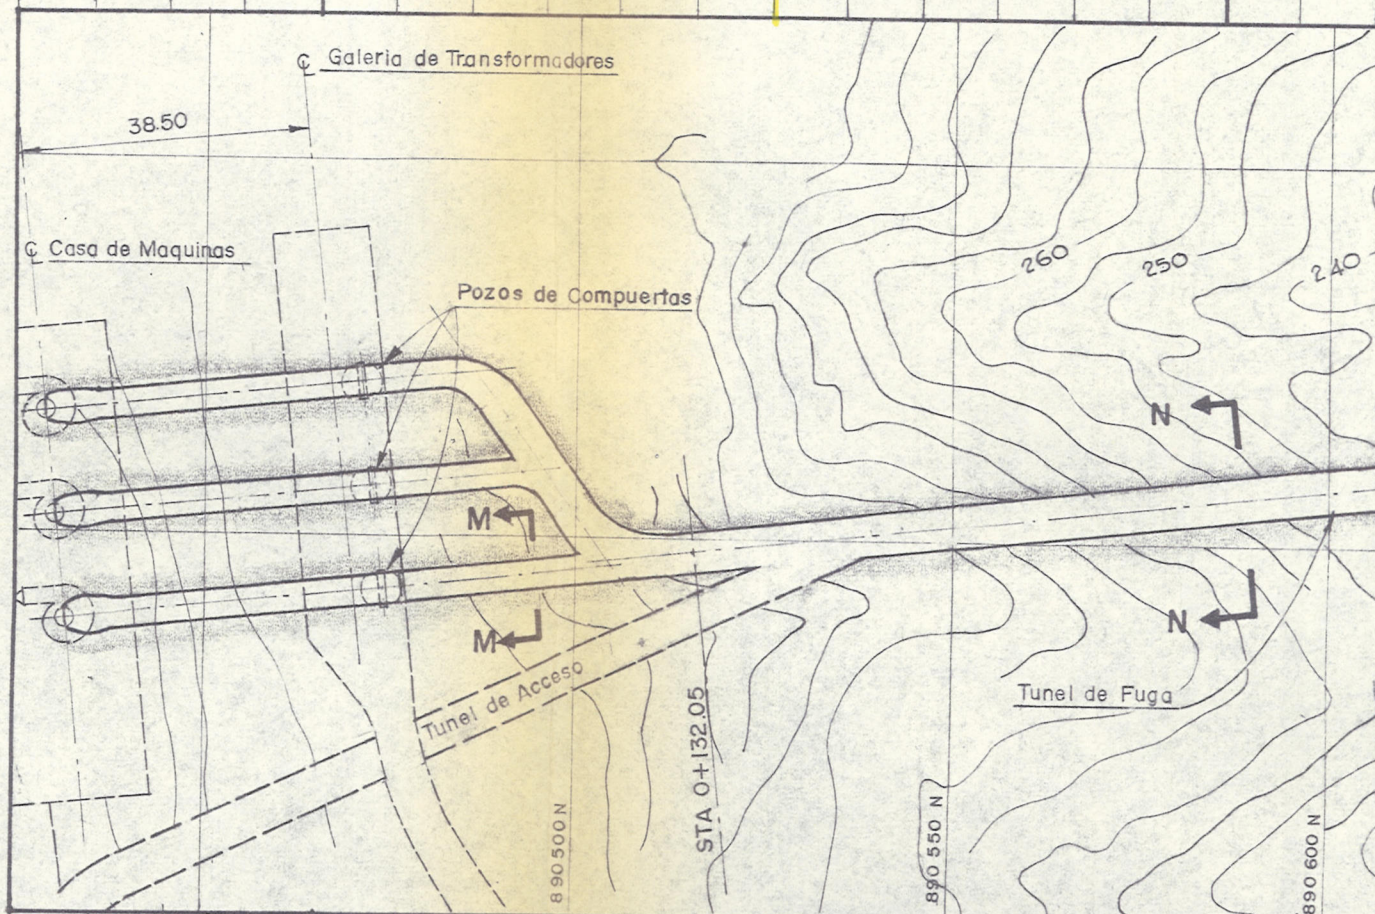 ℄ Galeria de Transformadores
38.50
℄ Casa de Maquinas
260
250
240
Pozos de Compuertas
N
M
N
M
Tunel de Acceso
Tunel de Fuga
STA 0+132.05
890 500 N
890 550 N
890 600 N